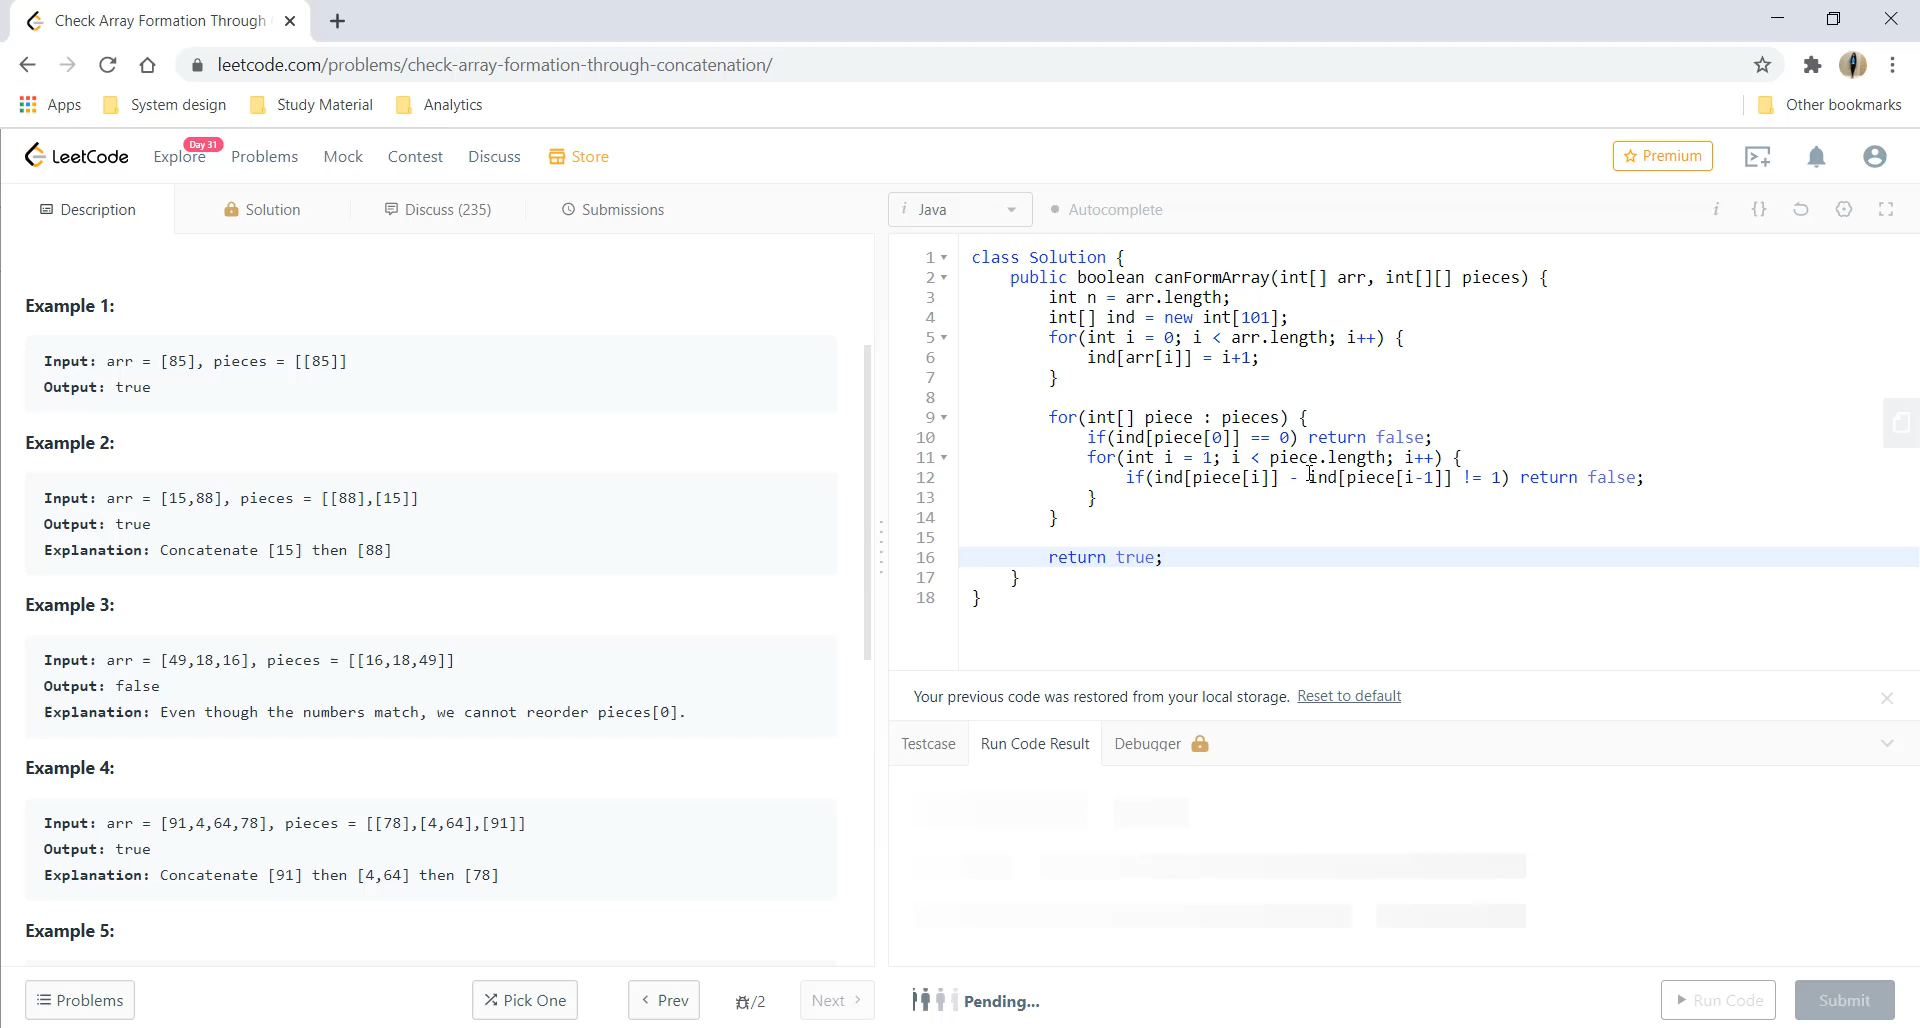 Check Array Formation Through
leetcode.com/problems/check-array-formation-through-concatenation/
Apps System design Study Material Analytics Other bookmarks
LeetCode Explore Day 31 Problems Mock Contest Discuss Store Premium
Description Solution Discuss (235) Submissions
i Java Autocomplete i {}
Example 1:
Input: arr = [85], pieces = [[85]]
Output: true
Example 2:
Input: arr = [15,88], pieces = [[88],[15]]
Output: true
Explanation: Concatenate [15] then [88]
Example 3:
Input: arr = [49,18,16], pieces = [[16,18,49]]
Output: false
Explanation: Even though the numbers match, we cannot reorder pieces[0].
Example 4:
Input: arr = [91,4,64,78], pieces = [[78],[4,64],[91]]
Output: true
Explanation: Concatenate [91] then [4,64] then [78]
Example 5:
Problems Pick One Prev /2 Next
1 class Solution {
2 public boolean canFormArray(int[] arr, int[][] pieces) {
3 int n = arr.length;
4 int[] ind = new int[101];
5 for(int i = 0; i < arr.length; i++) {
6 ind[arr[i]] = i+1;
7 }
8
9 for(int[] piece : pieces) {
10 if(ind[piece[0]] == 0) return false;
11 for(int i = 1; i < piece.length; i++) {
12 if(ind[piece[i]] - ind[piece[i-1]] != 1) return false;
13 }
14 }
15
16 return true;
17 }
18 }
Your previous code was restored from your local storage. Reset to default
Testcase Run Code Result Debugger
Pending... Run Code Submit